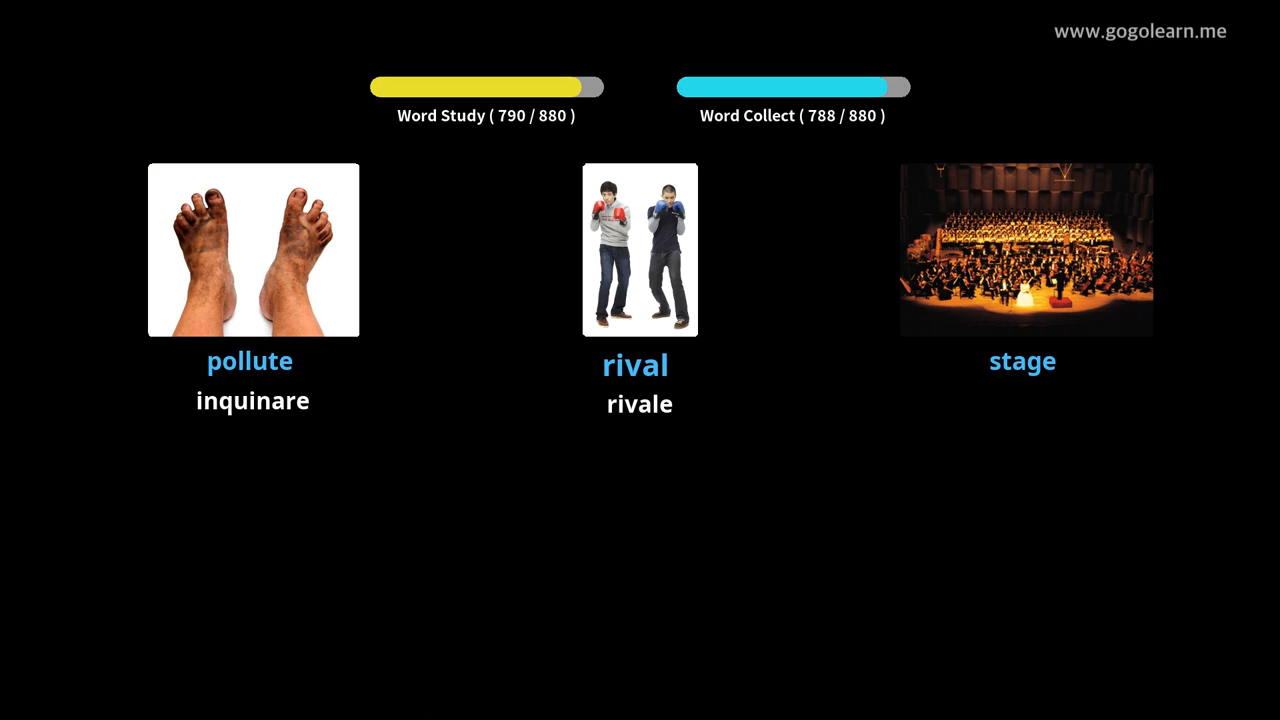 www.gogolearn.me
Word Study ( 790 / 880 )
Word Collect ( 788 / 880 )
pollute
rival
stage
inquinare
rivale